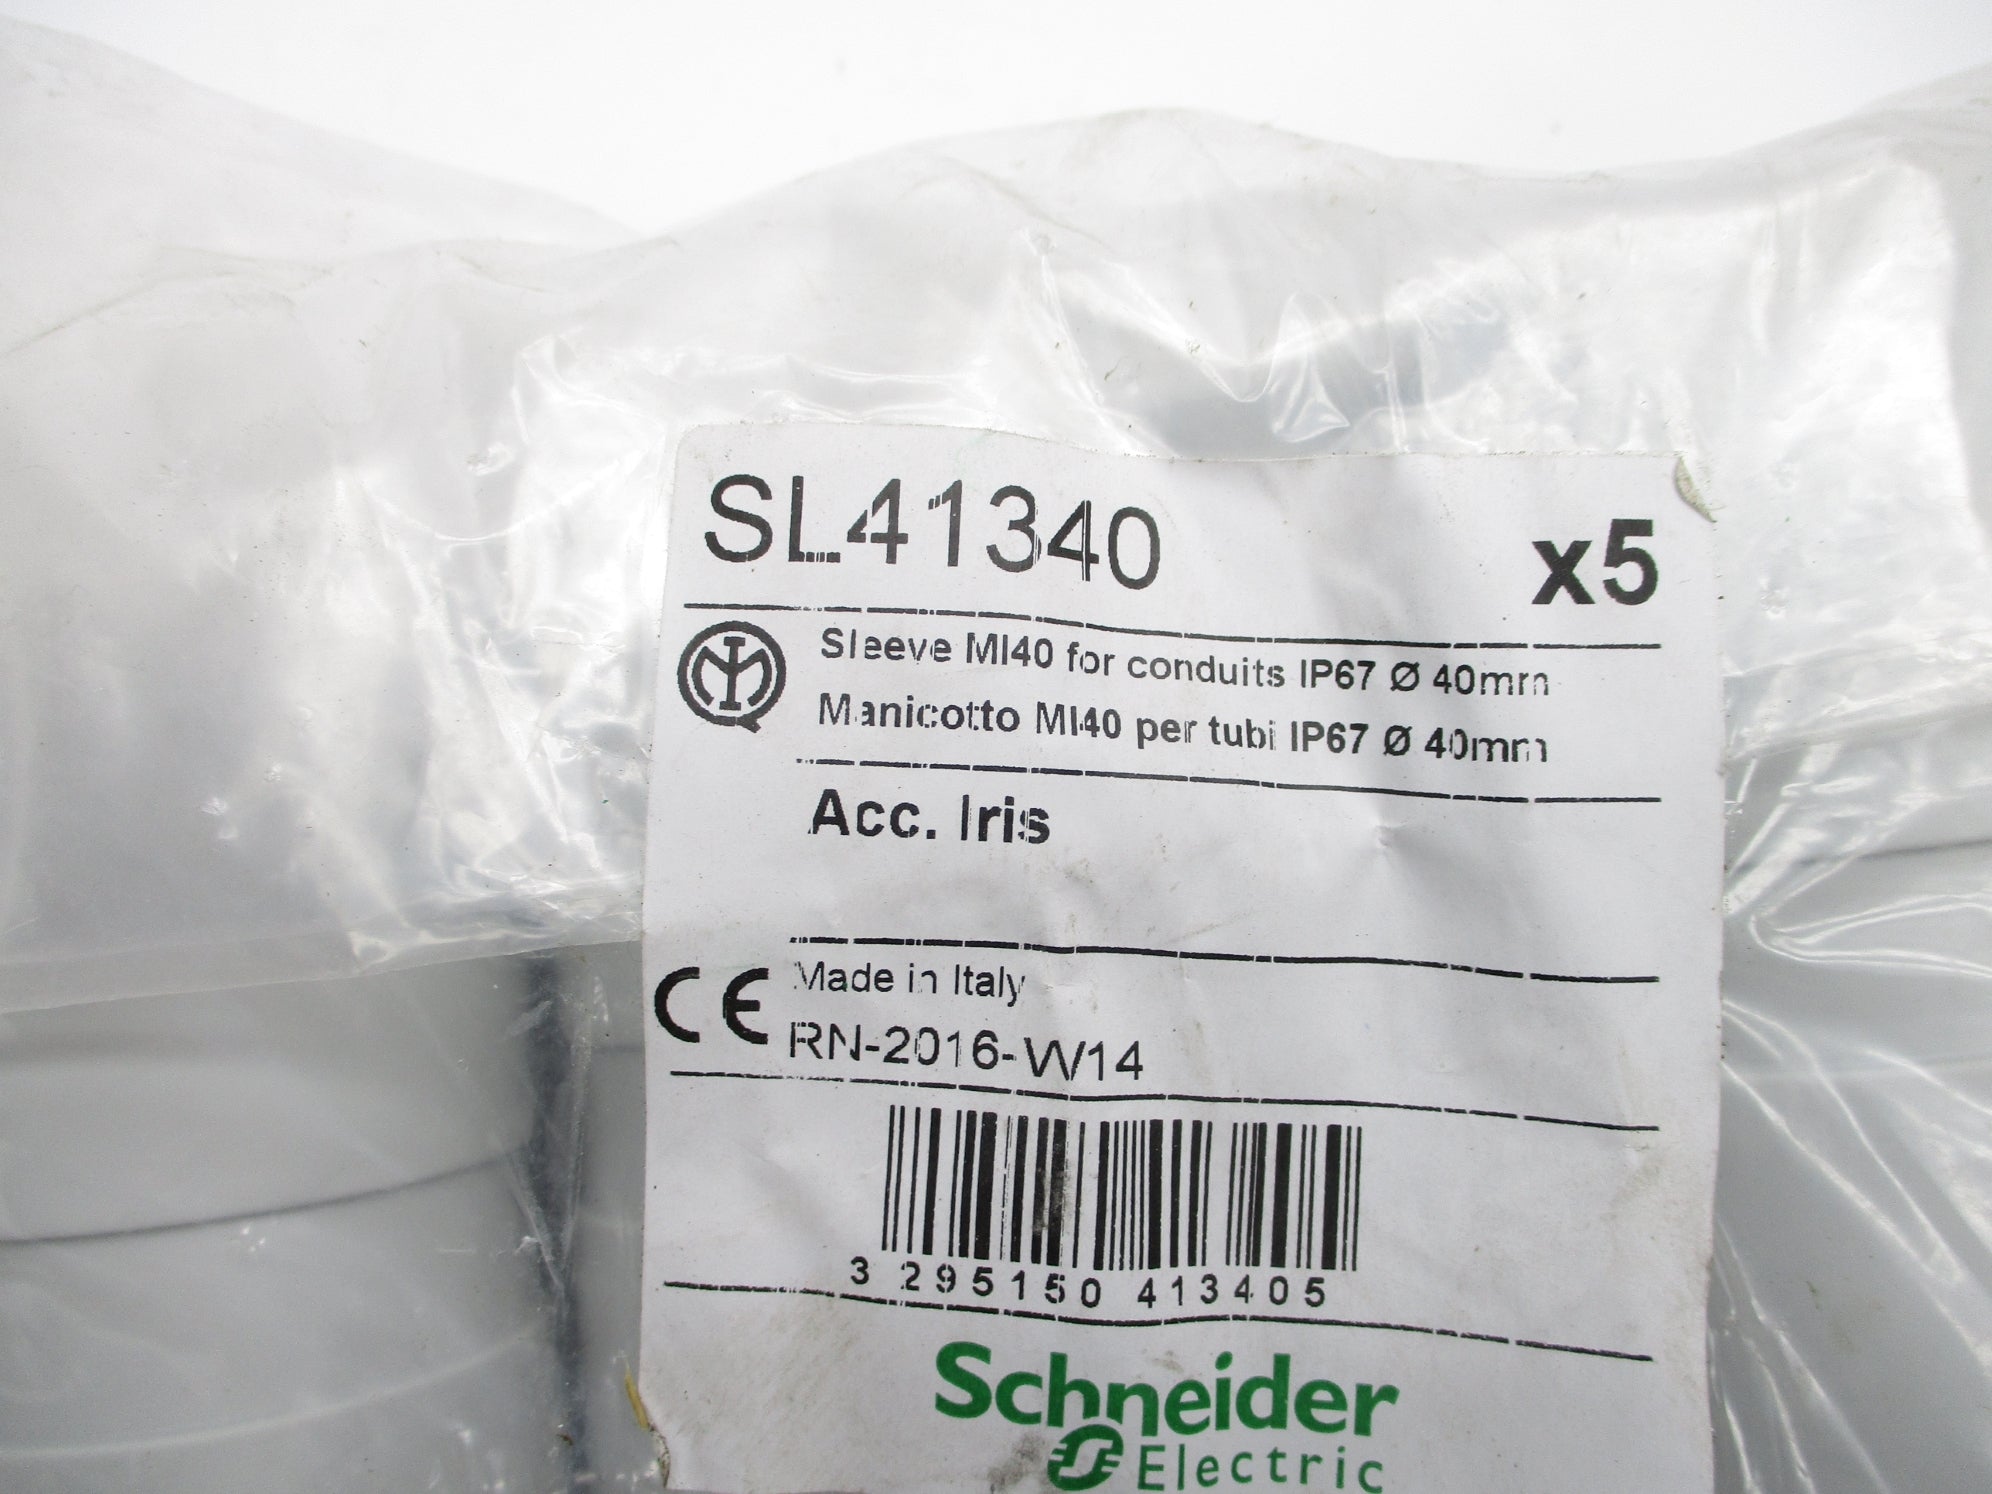 SL41340 x5
Sleeve MI40 for conduits IP67 Ø 40mm
Manicotto MI40 per tubi IP67 Ø 40mm
Acc. Iris
CE Made in Italy
RN-2016-W14
3 295150 413405
Schneider
Electric